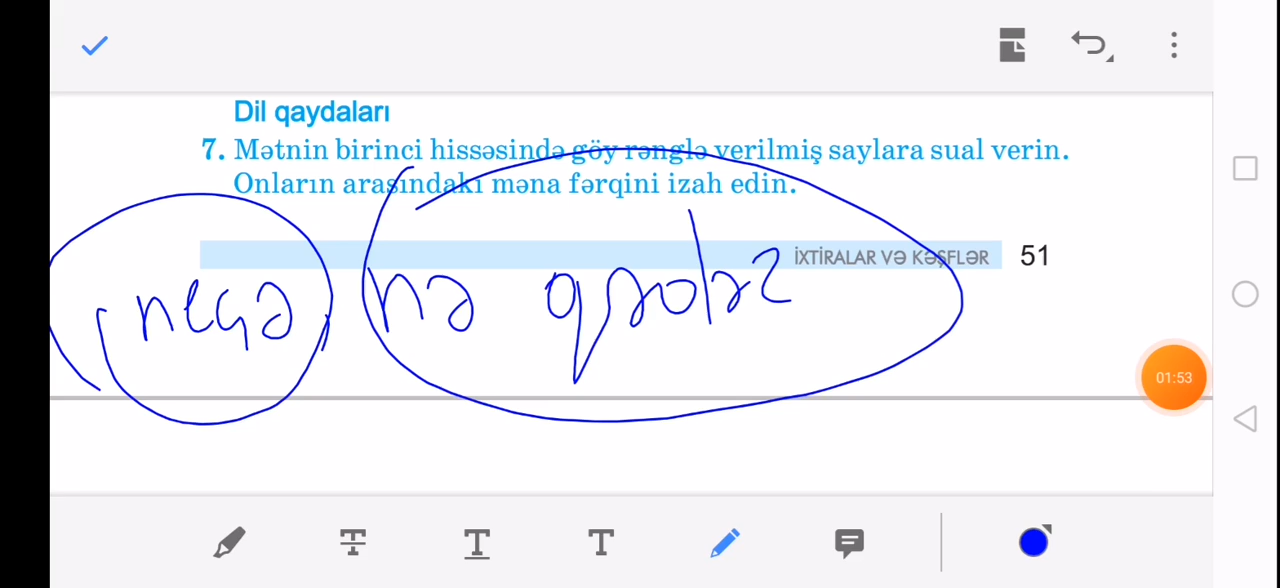 Dil qaydaları
7. Mətnin birinci hissəsində göy rənglə verilmiş saylara sual verin.
Onların arasındakı məna fərqini izah edin.
İXTİRALAR VƏ KƏŞFLƏR 51
neçə, nə qədər?
01:53